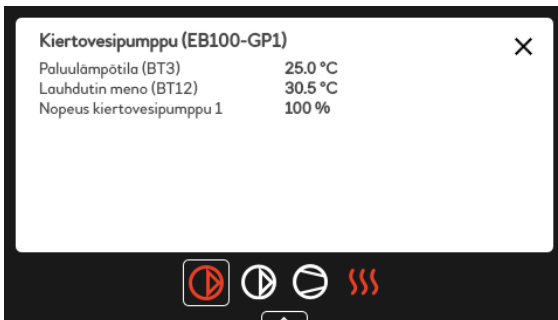 Kiertovesipumppu (EB100-GP1)
Paluulämpötila (BT3) 25.0 °C
Lauhdutin meno (BT12) 30.5 °C
Nopeus kiertovesipumppu 1 100 %